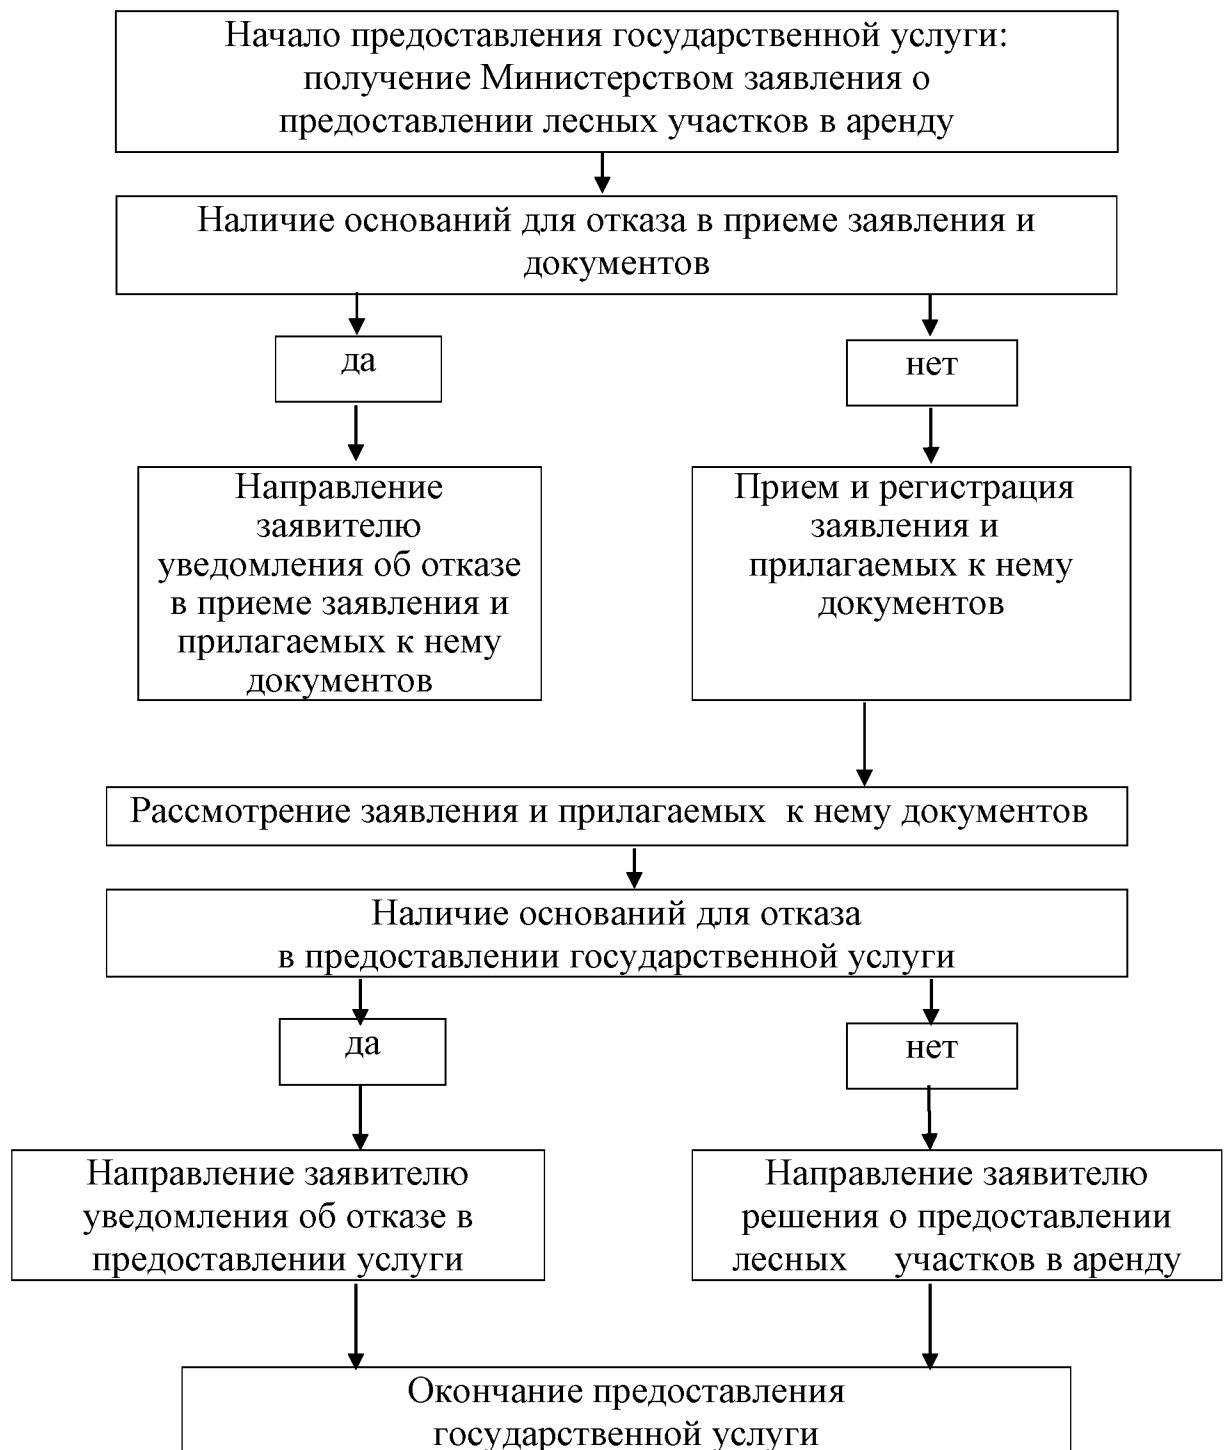 Начало предоставления государственной услуги:
получение Министерством заявления о
предоставлении лесных участков в аренду
Наличие оснований для отказа в приеме заявления и
документов
да
нет
Направление
заявителю
уведомления об отказе
в приеме заявления и
прилагаемых к нему
документов
Прием и регистрация
заявления и
прилагаемых к нему
документов
Рассмотрение заявления и прилагаемых к нему документов
Наличие оснований для отказа
в предоставлении государственной услуги
да
нет
Направление заявителю
уведомления об отказе в
предоставлении услуги
Направление заявителю
решения о предоставлении
лесных участков в аренду
Окончание предоставления
государственной услуги